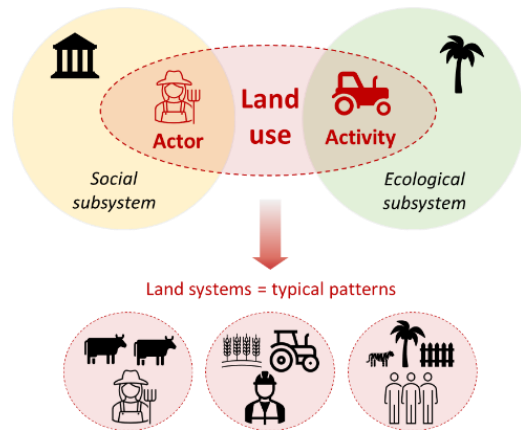 Land
use
Actor
Activity
Social
subsystem
Ecological
subsystem
Land systems = typical patterns